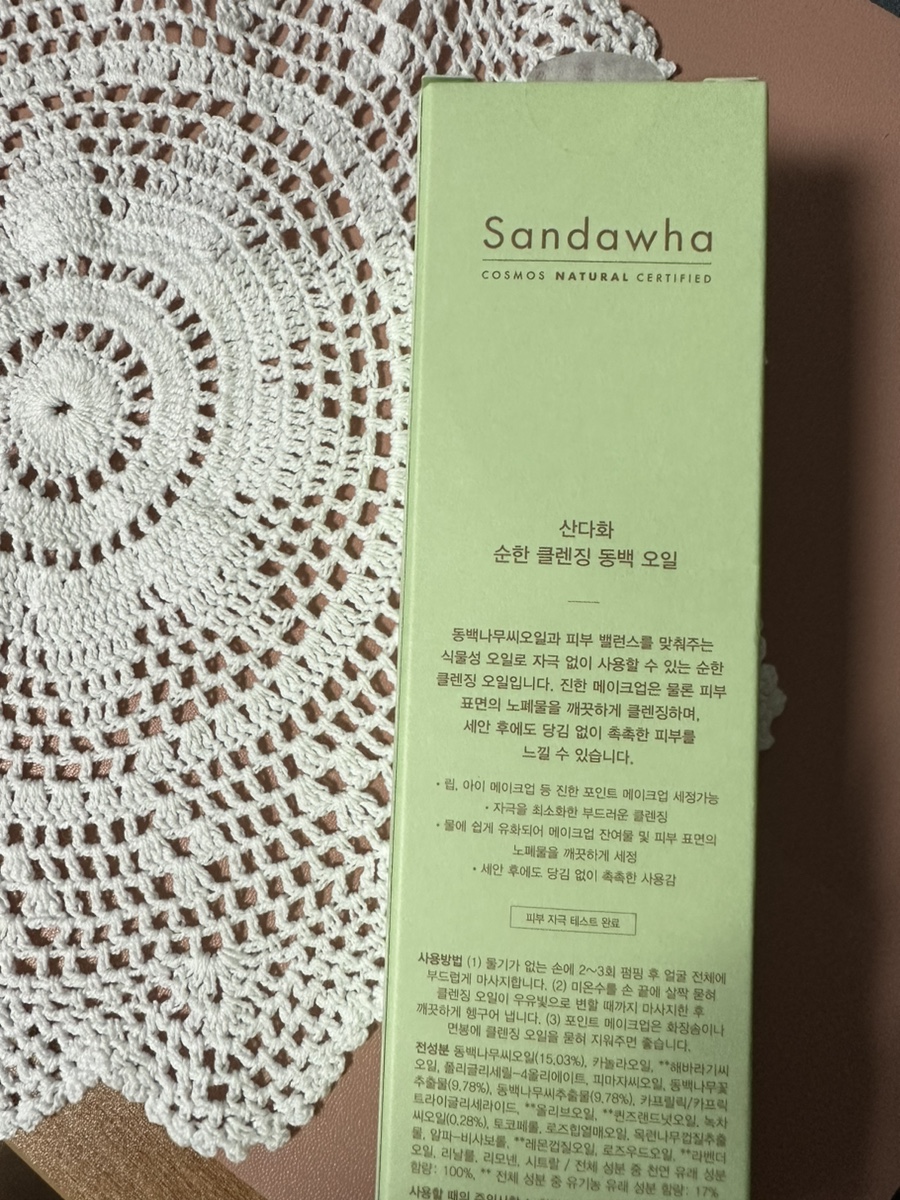 Sandawha
COSMOS NATURAL CERTIFIED
산다화
순한 클렌징 동백 오일
동백나무씨오일과 피부 밸런스를 맞춰주는
식물성 오일로 자극 없이 사용할 수 있는 순한
클렌징 오일입니다. 진한 메이크업은 물론 피부
표면의 노폐물을 깨끗하게 클렌징하며,
세안 후에도 당김 없이 촉촉한 피부를
느낄 수 있습니다.
• 립, 아이 메이크업 등 진한 포인트 메이크업 세정가능
• 자극을 최소화한 부드러운 클렌징
• 물에 쉽게 유화되어 메이크업 잔여물 및 피부 표면의
노폐물을 깨끗하게 세정
• 세안 후에도 당김 없이 촉촉한 사용감
피부 자극 테스트 완료
사용방법 (1) 물기가 없는 손에 2~3회 펌핑 후 얼굴 전체에
부드럽게 마사지합니다. (2) 미온수를 손 끝에 살짝 묻혀
클렌징 오일이 우유빛으로 변할 때까지 마사지한 후
깨끗하게 헹구어 냅니다. (3) 포인트 메이크업은 화장솜이나
면봉에 클렌징 오일을 묻혀 지워주면 좋습니다.
전성분 동백나무씨오일(15.03%), 카놀라오일, **해바라기씨
오일, 폴리글리세릴-4올리에이트, 피마자씨오일, 동백나무꽃
추출물(9.78%), 동백나무씨추출물(9.78%), 카프릴릭/카프릭
트라이글리세라이드, **올리브오일, **퀸즈랜드넛오일, 녹차
씨오일(0.28%), 토코페롤, 로즈힙열매오일, 목련나무껍질추출
물, 알파-비사보롤, **레몬껍질오일, 로즈우드오일, **라벤더
오일, 리날룰, 리모넨, 시트랄 / 전체 성분 중 천연 유래 성분
함량: 100%, ** 전체 성분 중 유기농 유래 성분 함량: 17%
사용할 때의 주의사항